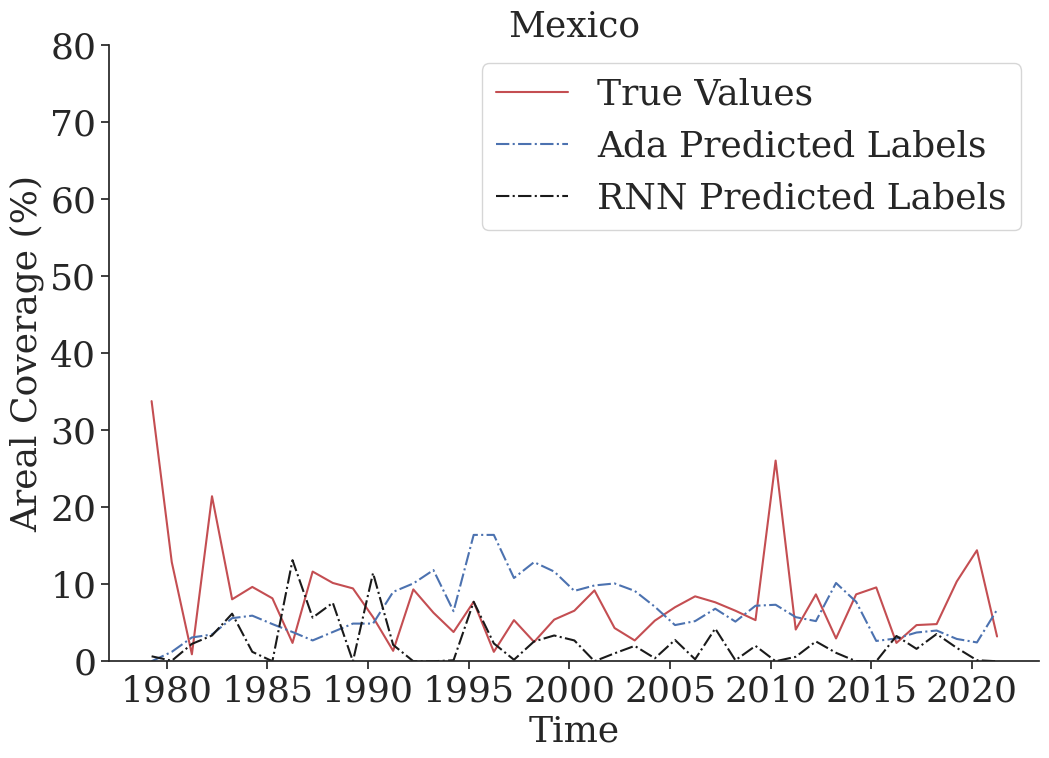 Mexico
80
70
60
50
40
30
20
10
0
Areal Coverage (%)
True Values
Ada Predicted Labels
RNN Predicted Labels
1980 1985 1990 1995 2000 2005 2010 2015 2020
Time